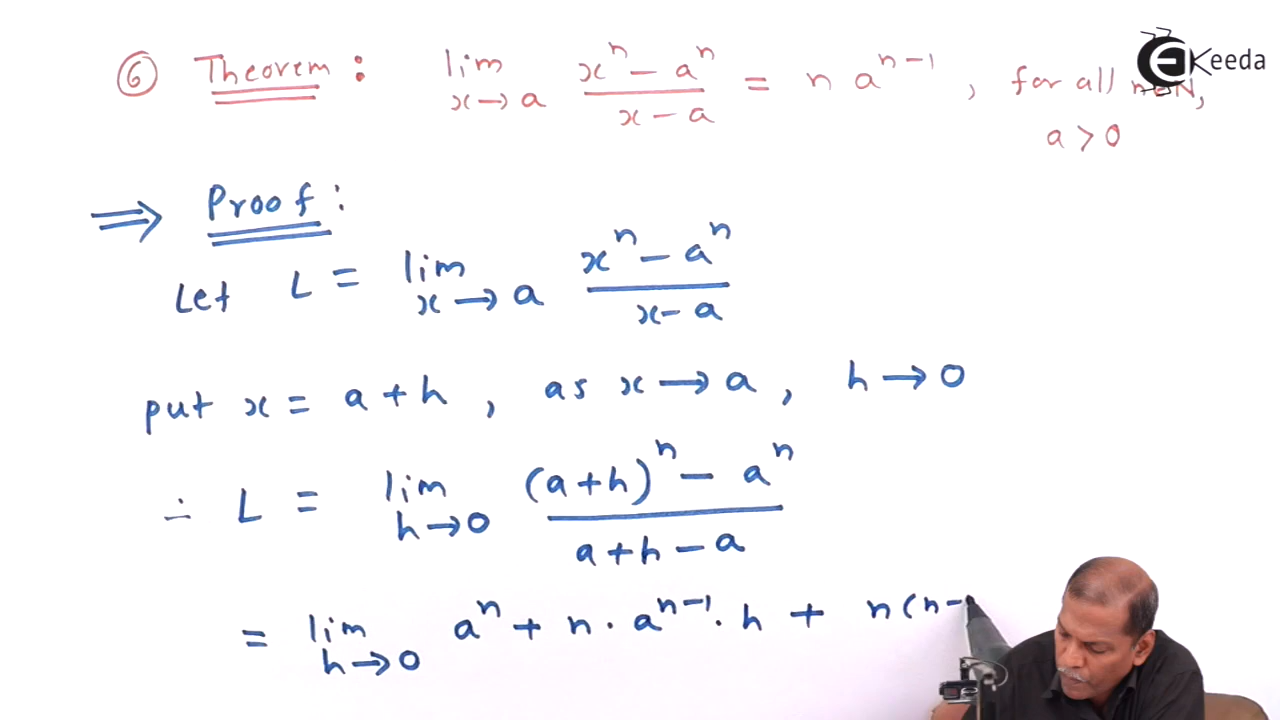 ⑥ Theorem : lim x→a (xⁿ − aⁿ)/(x − a) = n aⁿ⁻¹ , for all n∈N,
a > 0
Keeda
⇒ Proof :
Let L = lim x→a (xⁿ − aⁿ)/(x − a)
put x = a + h , as x → a , h → 0
∴ L = lim h→0 ((a+h)ⁿ − aⁿ)/(a + h − a)
= lim h→0 aⁿ + n · aⁿ⁻¹ · h + n(n−